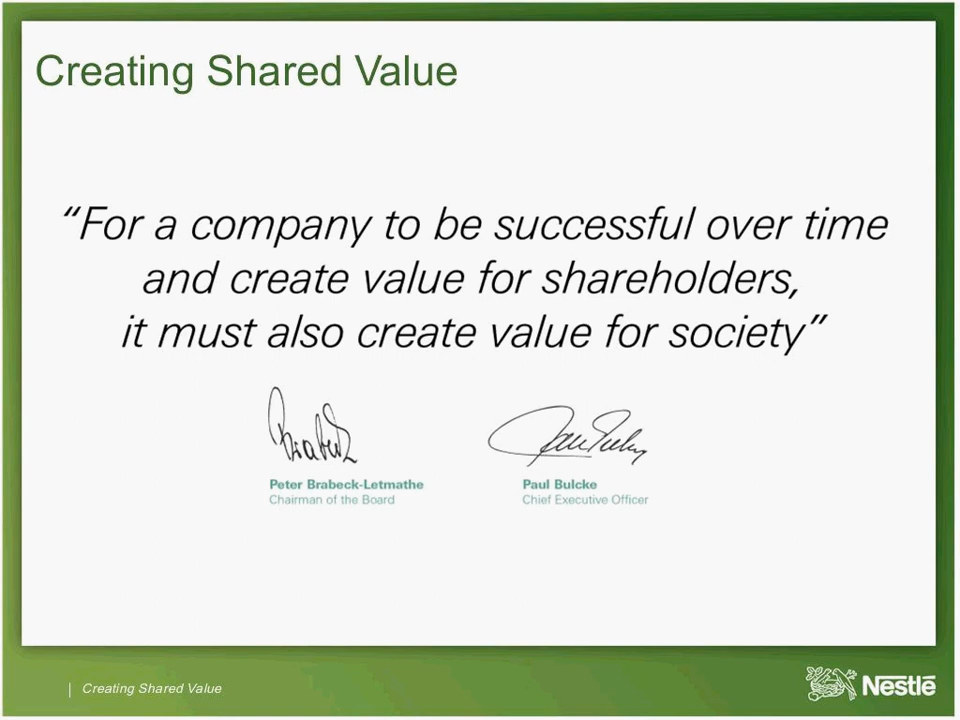 Creating Shared Value
“For a company to be successful over time
and create value for shareholders,
it must also create value for society”
Peter Brabeck-Letmathe
Chairman of the Board
Paul Bulcke
Chief Executive Officer
Creating Shared Value
Nestlé